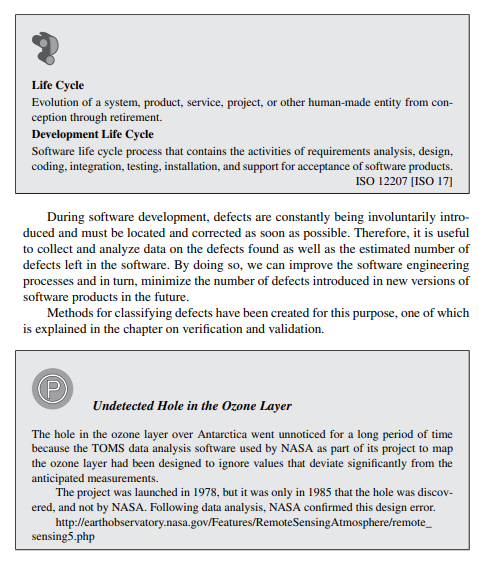 Life Cycle
Evolution of a system, product, service, project, or other human-made entity from con-
ception through retirement.
Development Life Cycle
Software life cycle process that contains the activities of requirements analysis, design,
coding, integration, testing, installation, and support for acceptance of software products.
ISO 12207 [ISO 17]
During software development, defects are constantly being involuntarily intro-
duced and must be located and corrected as soon as possible. Therefore, it is useful
to collect and analyze data on the defects found as well as the estimated number of
defects left in the software. By doing so, we can improve the software engineering
processes and in turn, minimize the number of defects introduced in new versions of
software products in the future.
Methods for classifying defects have been created for this purpose, one of which
is explained in the chapter on verification and validation.
P
Undetected Hole in the Ozone Layer
The hole in the ozone layer over Antarctica went unnoticed for a long period of time
because the TOMS data analysis software used by NASA as part of its project to map
the ozone layer had been designed to ignore values that deviate significantly from the
anticipated measurements.
The project was launched in 1978, but it was only in 1985 that the hole was discov-
ered, and not by NASA. Following data analysis, NASA confirmed this design error.
http://earthobservatory.nasa.gov/Features/RemoteSensingAtmosphere/remote_
sensing5.php